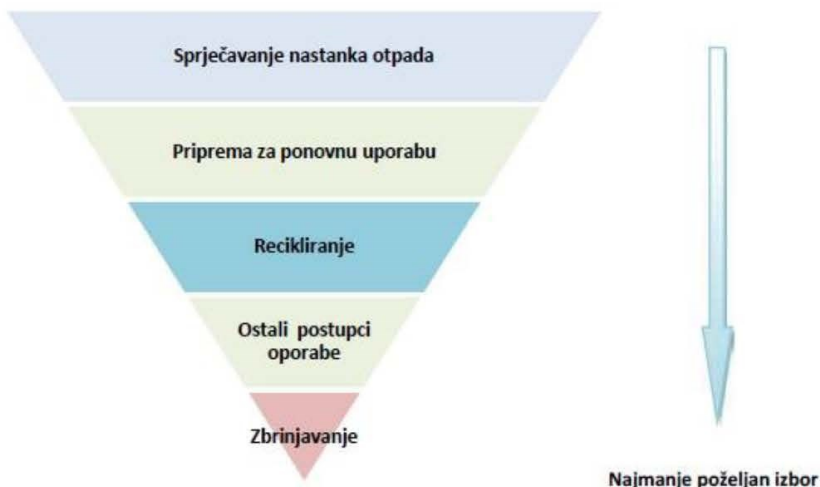 Sprječavanje nastanka otpada
Priprema za ponovnu uporabu
Recikliranje
Ostali postupci
oporabe
Zbrinjavanje
Najmanje poželjan izbor